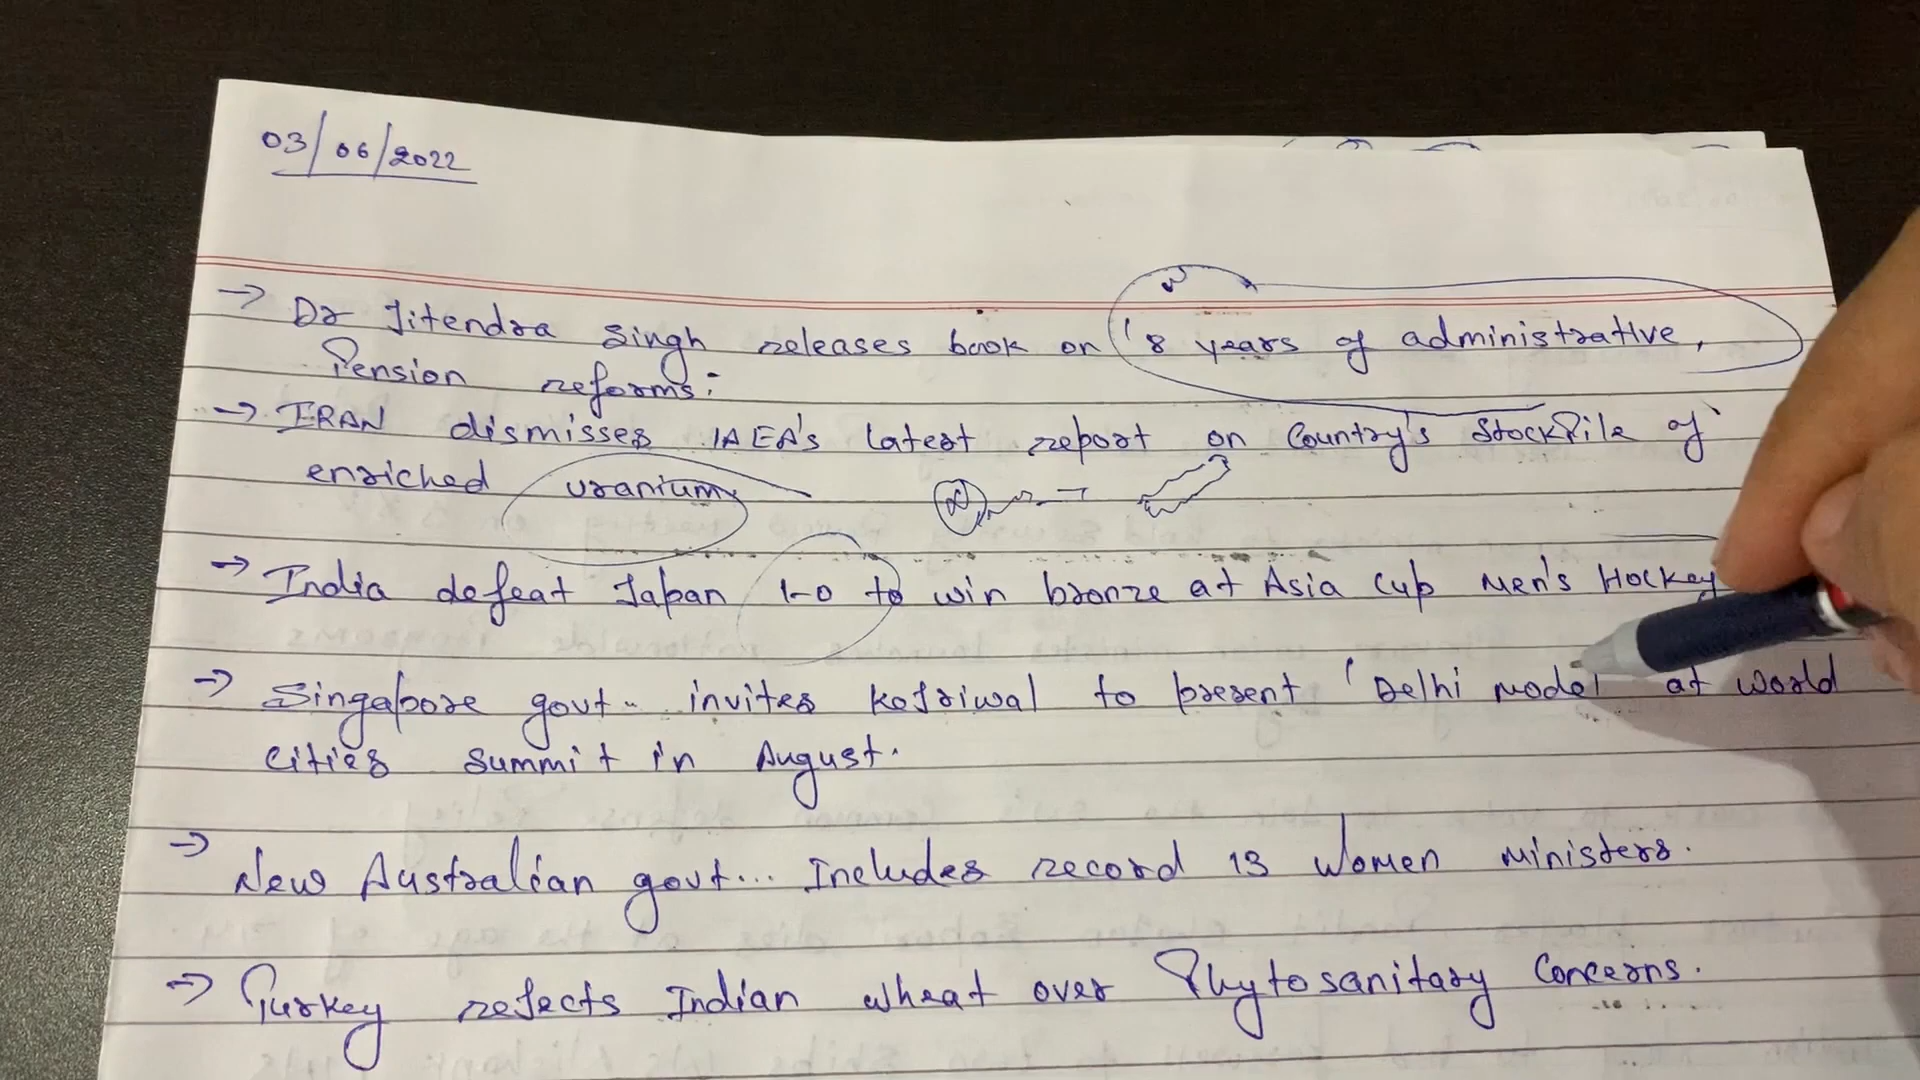 03/06/2022
→ Dr Jitendra Singh releases book on '8 years of administrative,
Pension reforms:
→ IRAN dismisses IAEA's latest report on Country's Stockpile of
enriched uranium
→ India defeat Japan 1-0 to win bronze at Asia Cup Men's Hockey
→ Singapore govt. invites Kejriwal to present 'Delhi model at world
cities summit in August.
→ New Australian govt... Includes record 13 Women ministers.
→ Turkey rejects Indian wheat over Phytosanitary Concerns.